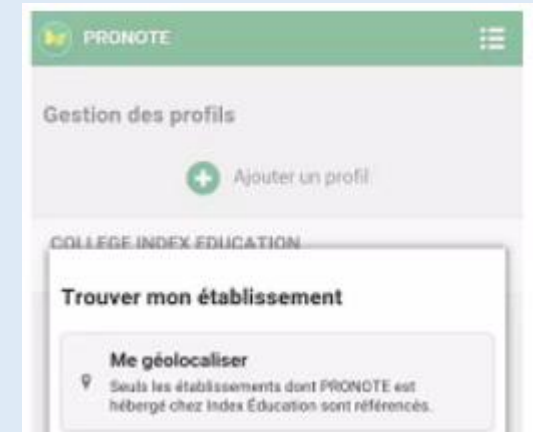 PRONOTE
Gestion des profils
Ajouter un profil
COLLEGE INDEX EDUCATION
Trouver mon établissement
Me géolocaliser
Seuls les établissements dont PRONOTE est
hébergé chez Index Éducation sont référencés.